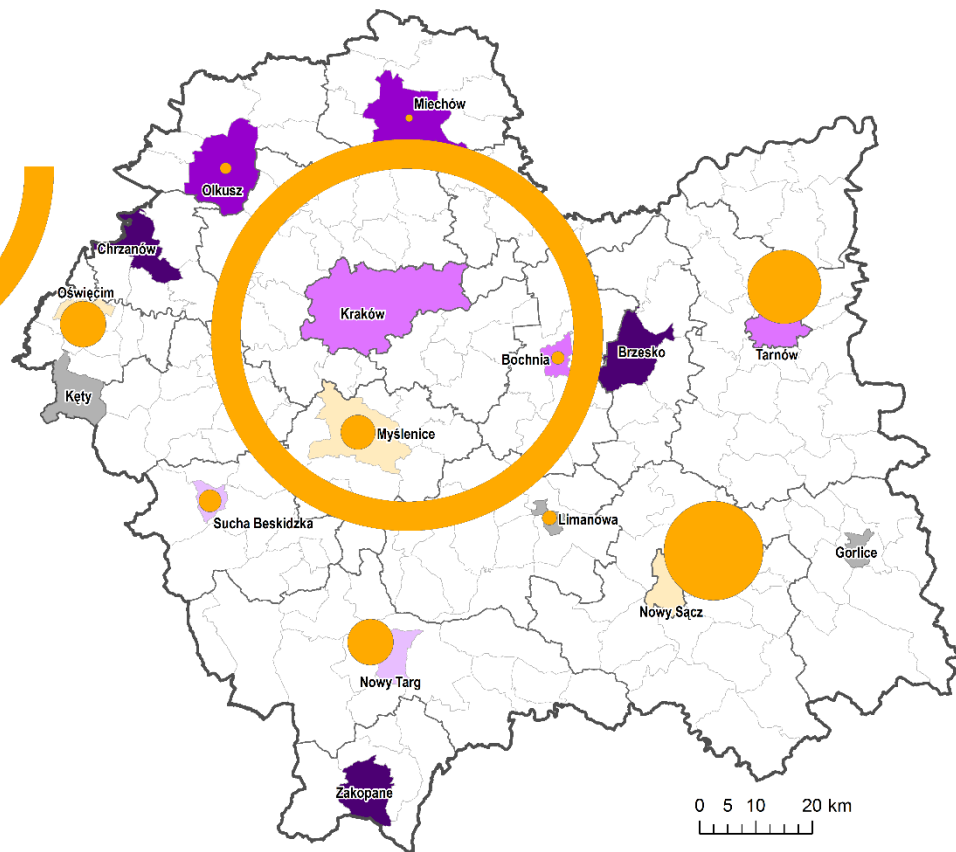 Miechów
Olkusz
Chrzanów
Oświęcim
Kraków
Bochnia
Brzesko
Tarnów
Kęty
Myślenice
Sucha Beskidzka
Limanowa
Gorlice
Nowy Sącz
Nowy Targ
Zakopane
0 5 10 20 km